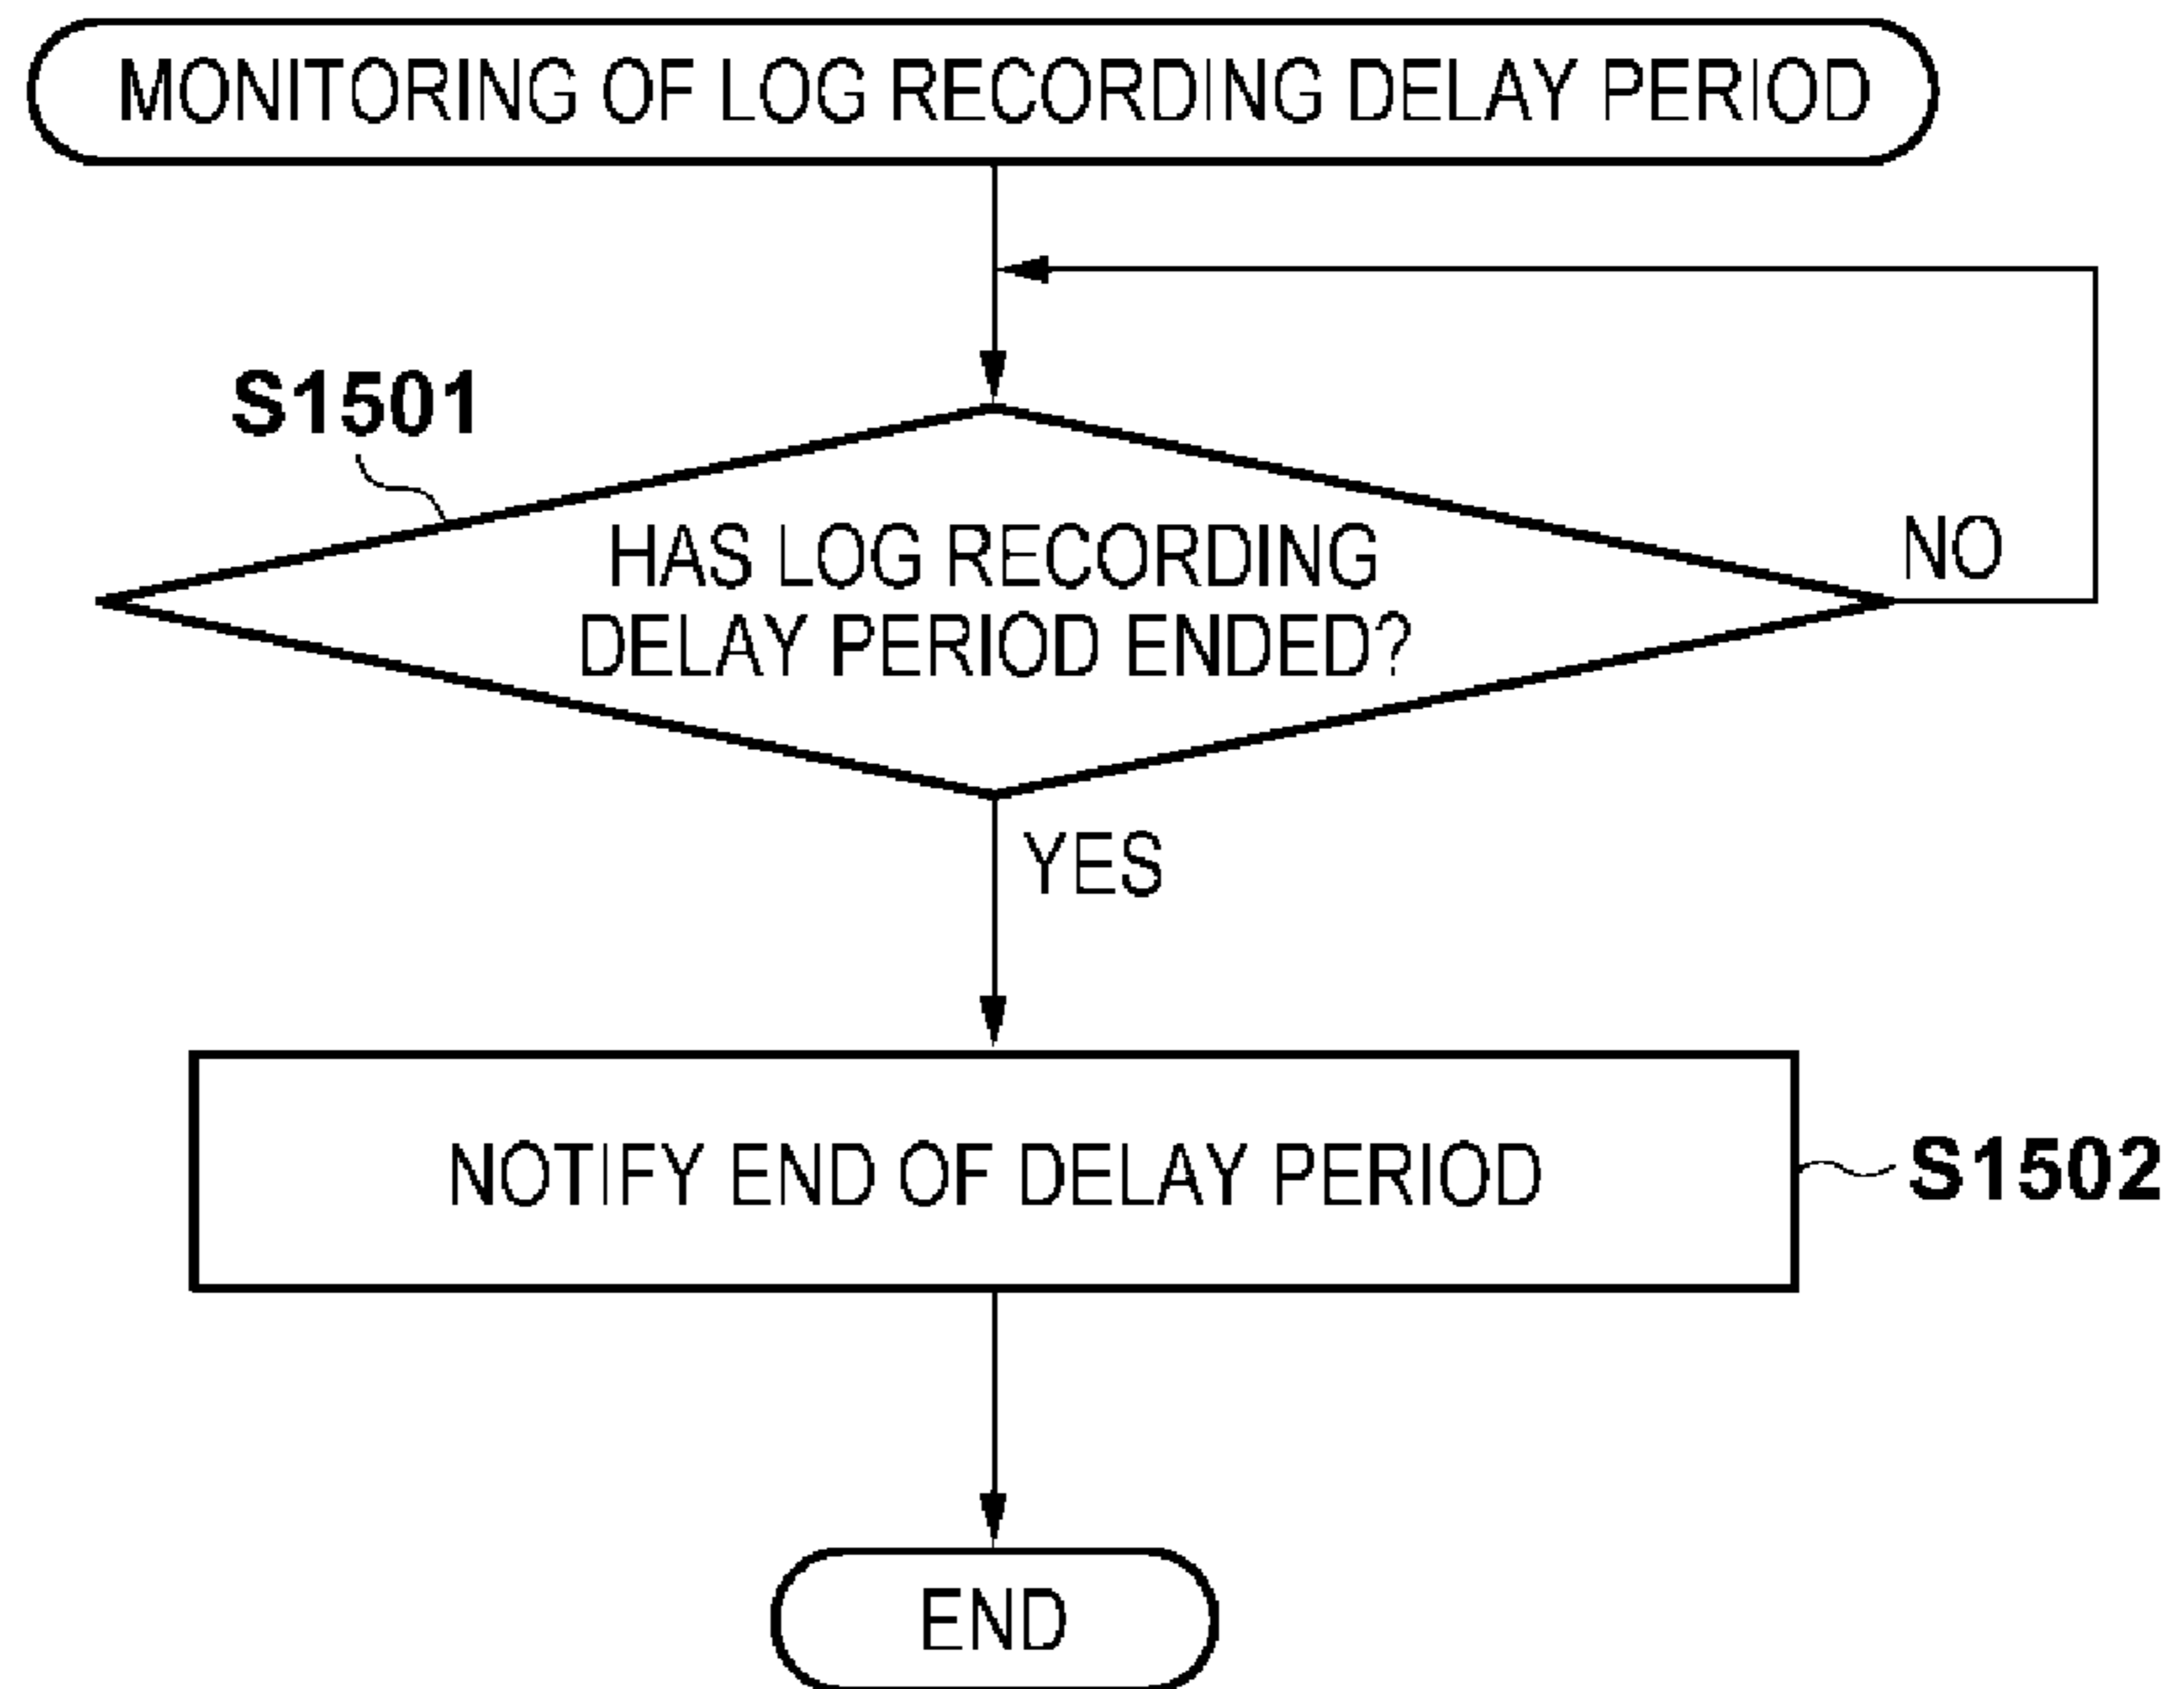 MONITORING OF LOG RECORDING DELAY PERIOD
S1501
HAS LOG RECORDING
DELAY PERIOD ENDED?
NO
YES
NOTIFY END OF DELAY PERIOD
S1502
END